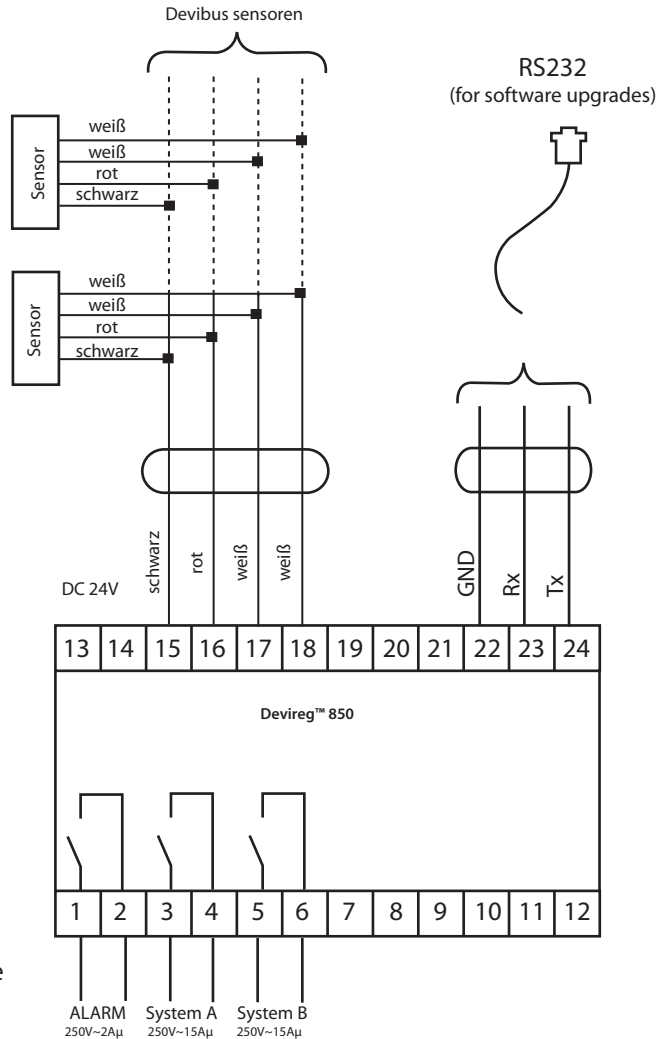 Devibus sensoren
RS232
(for software upgrades)
Sensor
weiß
weiß
rot
schwarz
Sensor
weiß
weiß
rot
schwarz
DC 24V
schwarz
rot
weiß
weiß
GND
Rx
Tx
13 14 15 16 17 18 19 20 21 22 23 24
Devireg™ 850
1 2 3 4 5 6 7 8 9 10 11 12
e
ALARM System A System B
250V~2Aµ 250V~15Aµ 250V~15Aµ